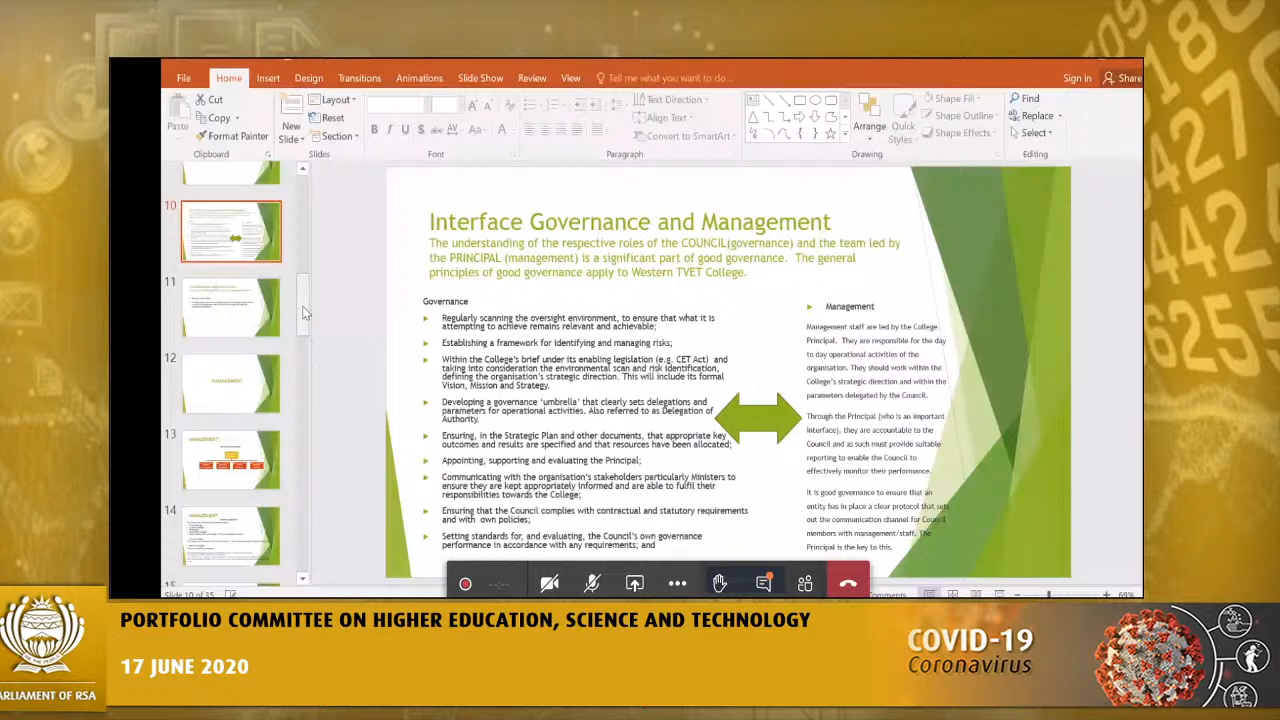 File Home Insert Design Transitions Animations Slide Show Review View Tell me what you want to do... Sign in Share
Paste
Cut
Copy
Format Painter
Clipboard
New
Slide
Layout
Reset
Section
Slides
B I U S abc AV Aa A
Font
Text Direction
Align Text
Convert to SmartArt
Paragraph
Arrange
Quick
Styles
Shape Fill
Shape Outline
Shape Effects
Drawing
Find
Replace
Select
Editing
10
11
12
MANAGEMENT
13
MANAGEMENT
14
MANAGEMENT
Interface Governance and Management
The understanding of the respective roles of the COUNCIL(governance) and the team led by
the PRINCIPAL (management) is a significant part of good governance. The general
principles of good governance apply to Western TVET College.
Governance
Regularly scanning the oversight environment, to ensure that what it is
attempting to achieve remains relevant and achievable;
Establishing a framework for identifying and managing risks;
Within the College's brief under its enabling legislation (e.g. CET Act) and
taking into consideration the environmental scan and risk identification,
defining the organisation's strategic direction. This will include its formal
Vision, Mission and Strategy.
Developing a governance 'umbrella' that clearly sets delegations and
parameters for operational activities. Also referred to as Delegation of
Authority.
Ensuring, in the Strategic Plan and other documents, that appropriate key
outcomes and results are specified and that resources have been allocated;
Appointing, supporting and evaluating the Principal;
Communicating with the organisation's stakeholders particularly Ministers to
ensure they are kept appropriately informed and are able to fulfil their
responsibilities towards the College;
Ensuring that the Council complies with contractual and statutory requirements
and with own policies;
Setting standards for, and evaluating, the Council's own governance
performance in accordance with any requirements; and
Management
Management staff are led by the College
Principal. They are responsible for the day
to day operational activities of the
organisation. They should work within the
College's strategic direction and within the
parameters delegated by the Council.
Through the Principal (who is an important
interface), they are accountable to the
Council and as such must provide suitable
reporting to enable the Council to
effectively monitor their performance.
It is good governance to ensure that an
entity has in place a clear protocol that sets
out the communication channel for Council
members with management/staff. The
Principal is the key to this.
Slide 10 of 35
Comments
69%
PORTFOLIO COMMITTEE ON HIGHER EDUCATION, SCIENCE AND TECHNOLOGY
17 JUNE 2020
COVID-19
Coronavirus
ARLIAMENT OF RSA